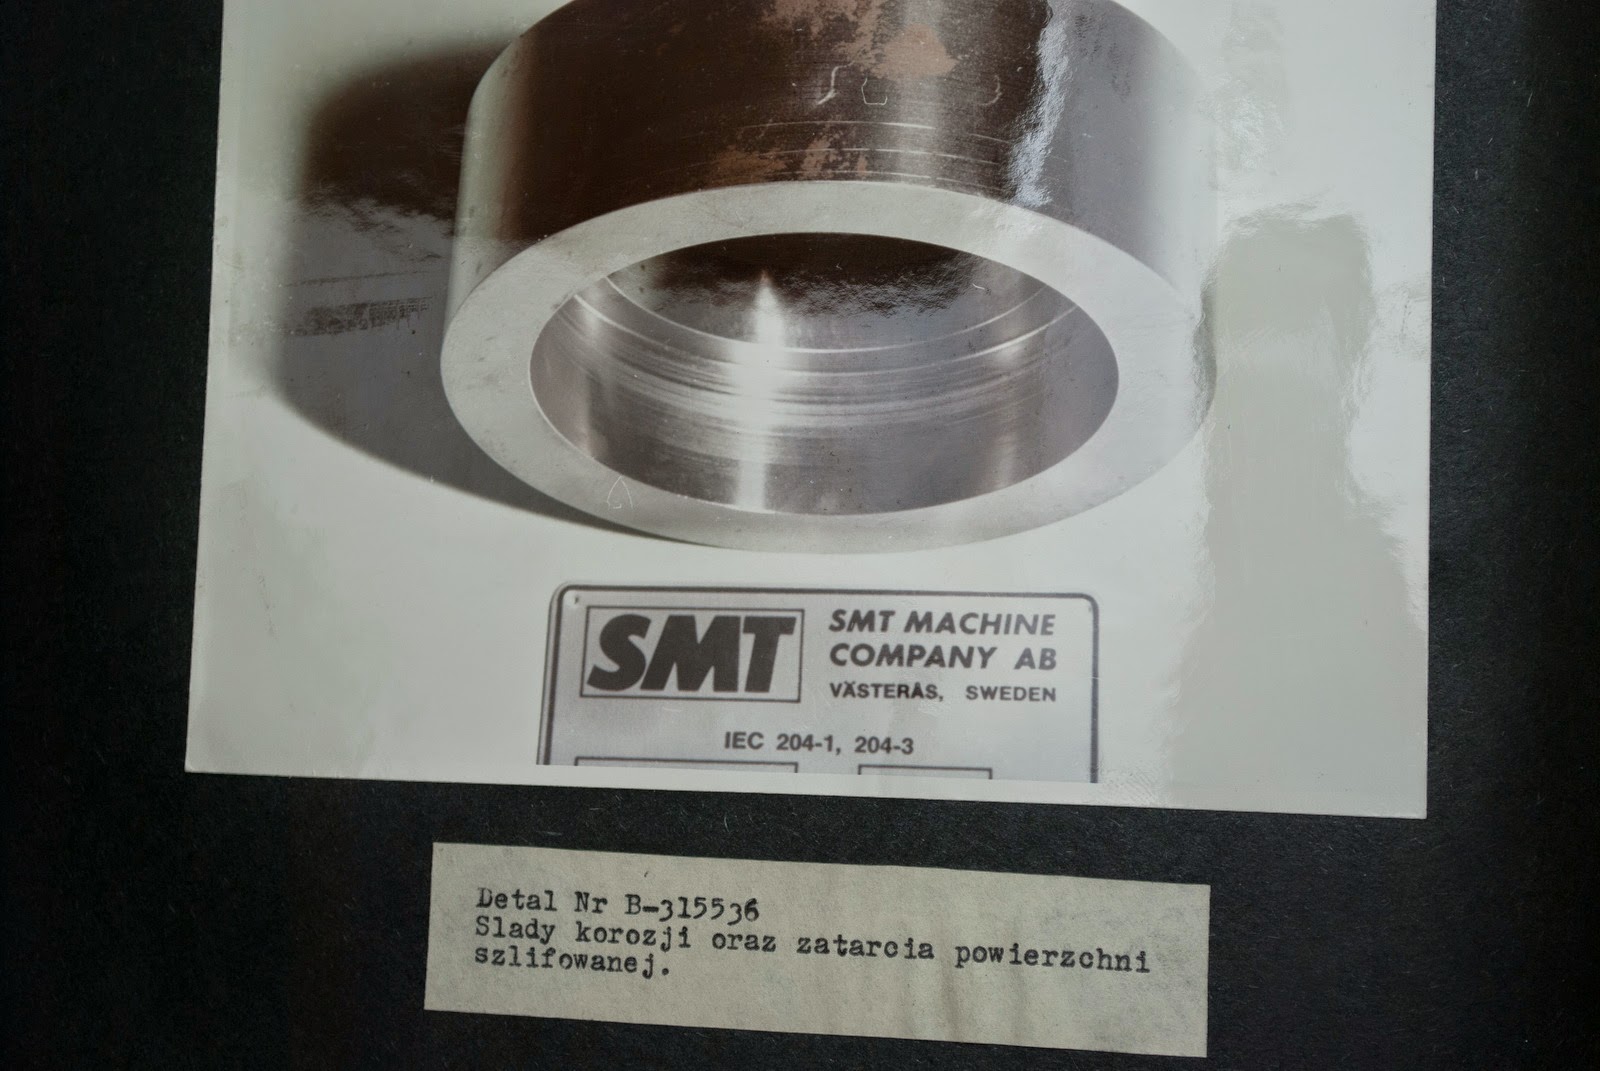 SMT
SMT MACHINE
COMPANY AB
VÄSTERÅS, SWEDEN
IEC 204-1, 204-3
Detal Nr B-315536
Slady korozji oraz zatarcia powierzchni
szlifowanej.